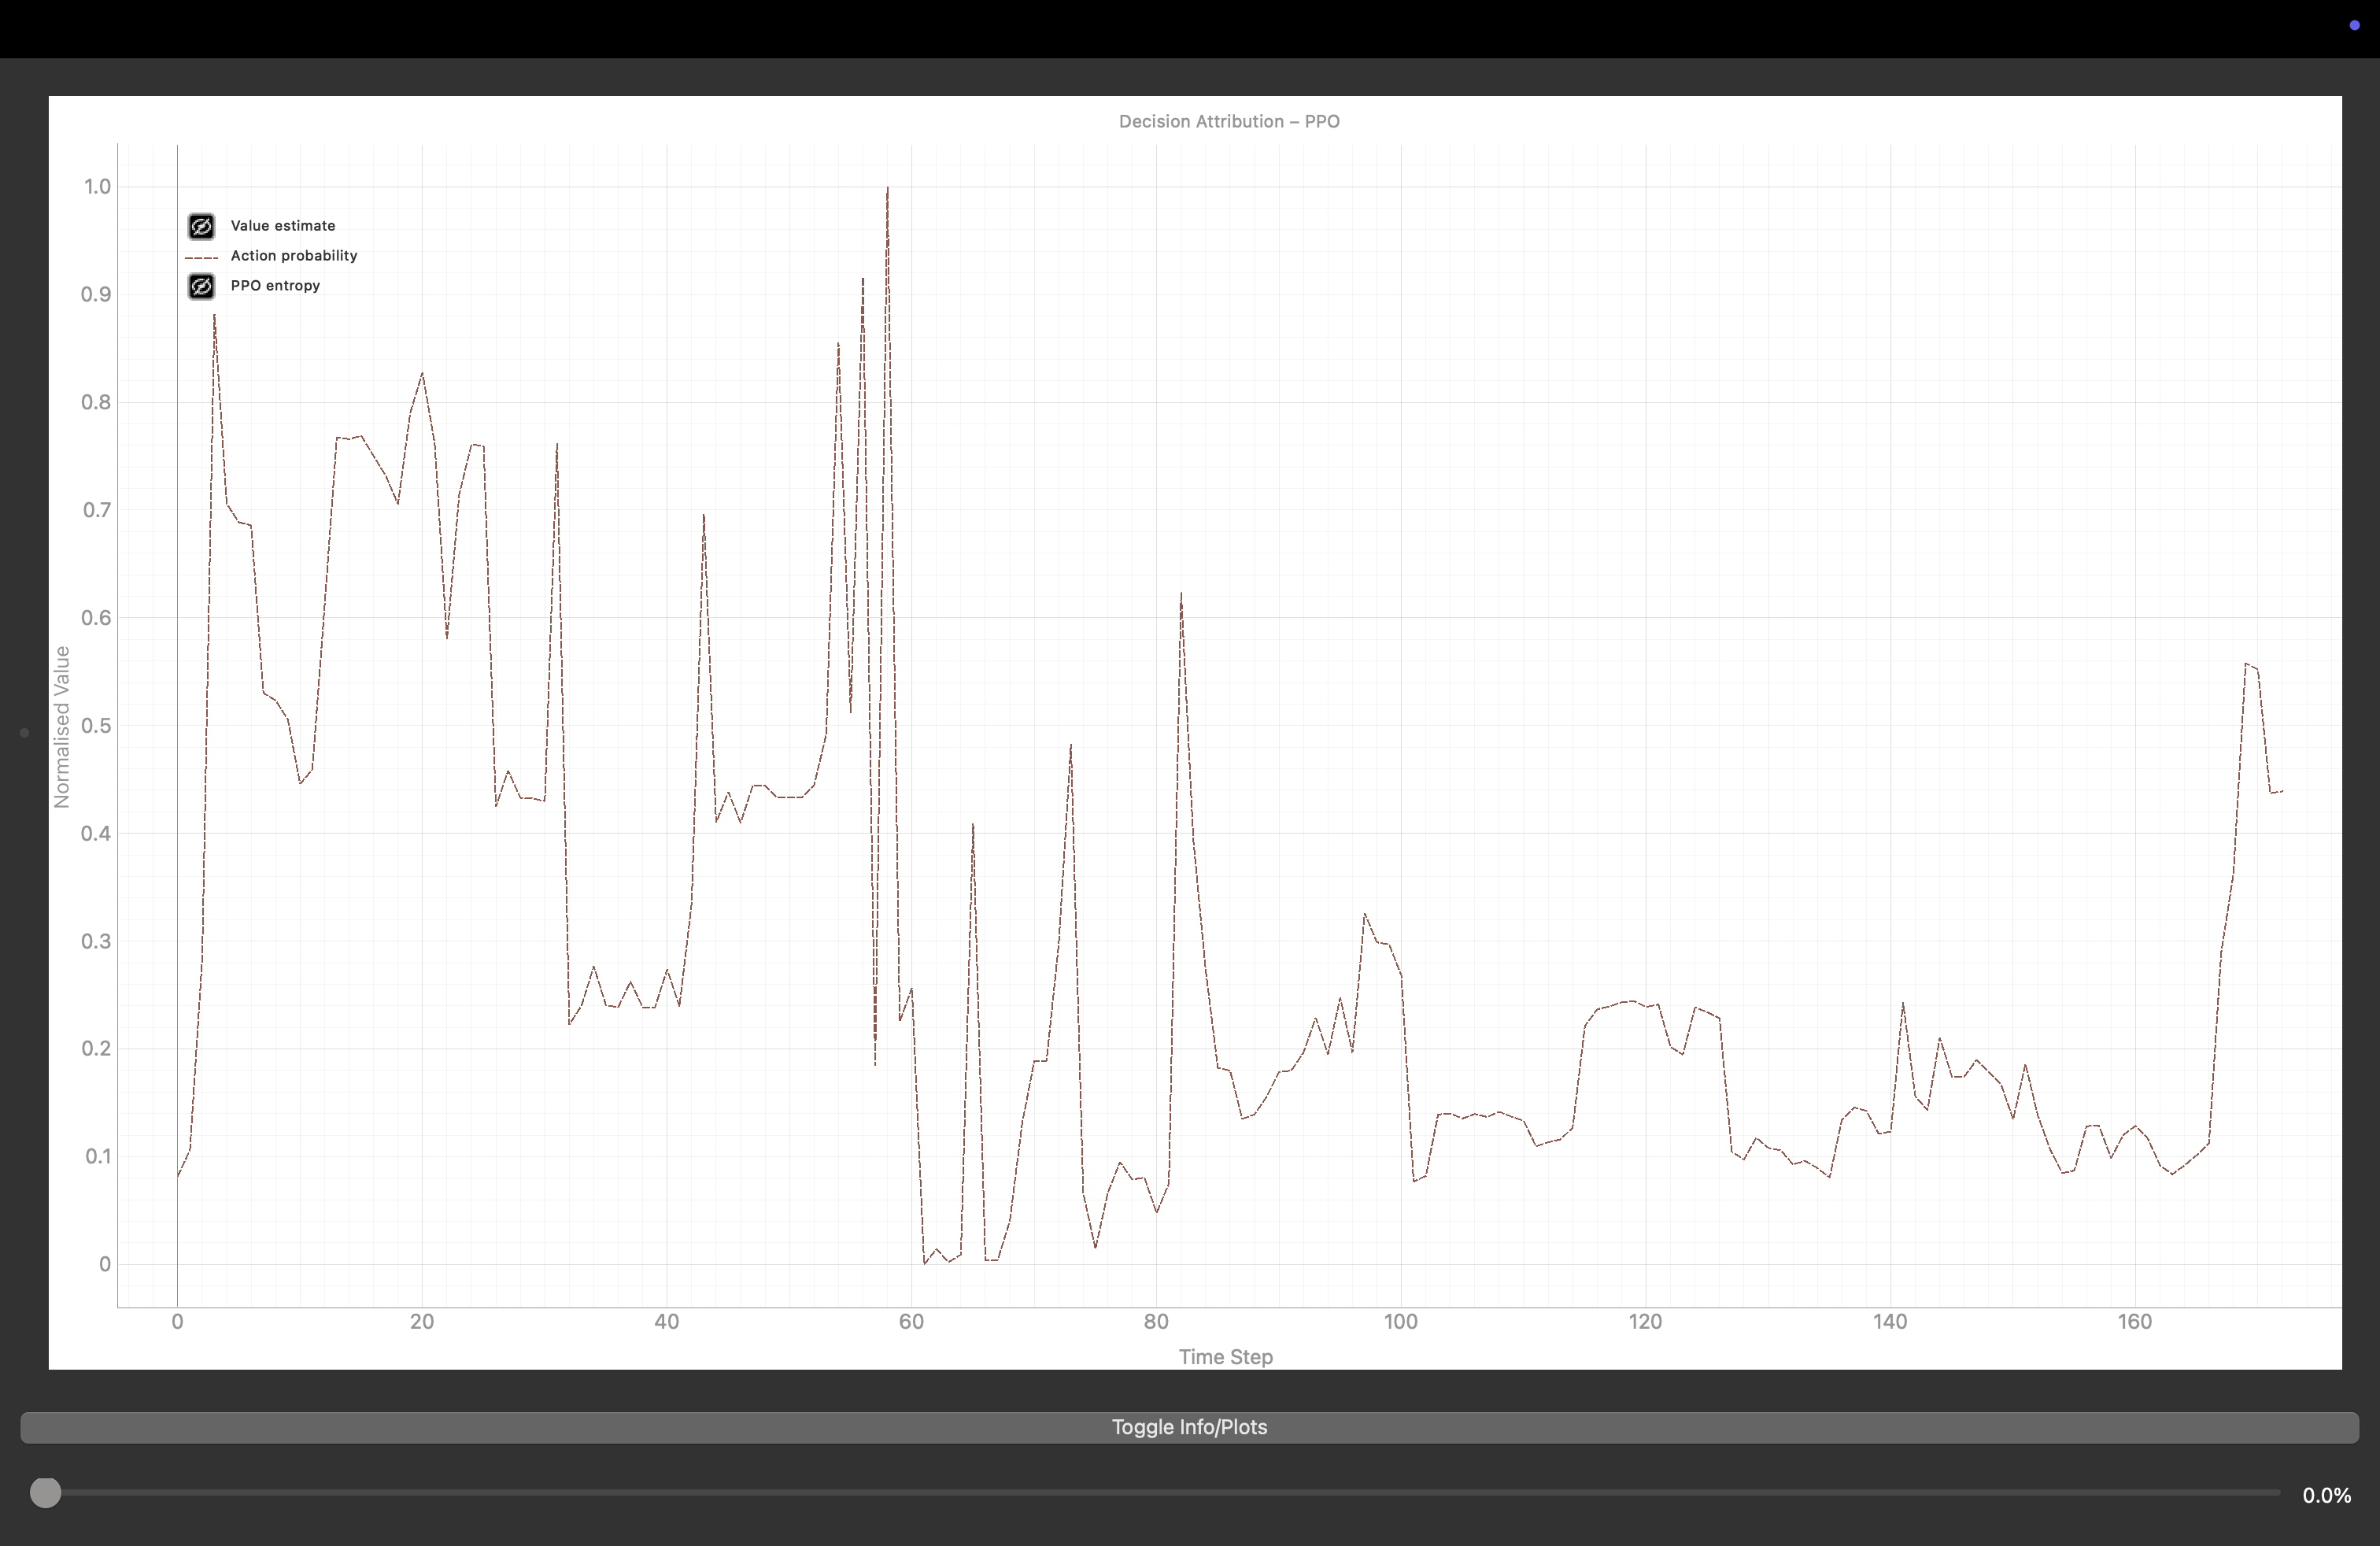 Decision Attribution – PPO
Value estimate
Action probability
PPO entropy
1.0
0.9
0.8
0.7
0.6
0.5
0.4
0.3
0.2
0.1
0
Normalised Value
0 20 40 60 80 100 120 140 160
Time Step
Toggle Info/Plots
0.0%